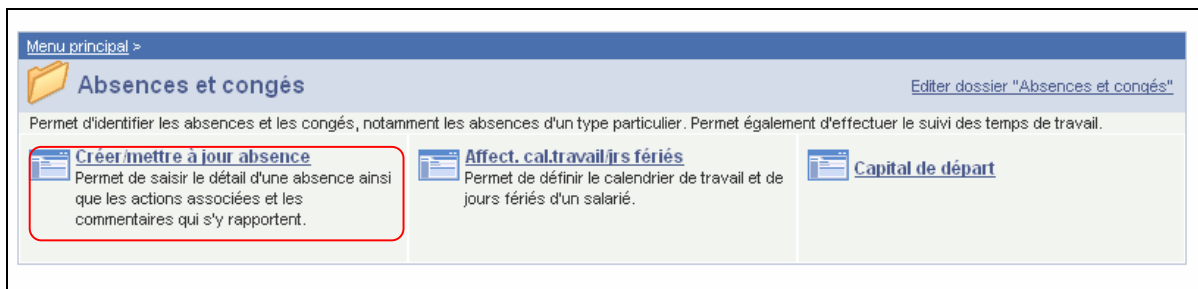 Menu principal >
Absences et congés
Editer dossier "Absences et congés"
Permet d'identifier les absences et les congés, notamment les absences d'un type particulier. Permet également d'effectuer le suivi des temps de travail.
Créer/mettre à jour absence
Permet de saisir le détail d'une absence ainsi
que les actions associées et les
commentaires qui s'y rapportent.
Affect. cal.travail/jrs fériés
Permet de définir le calendrier de travail et de
jours fériés d'un salarié.
Capital de départ